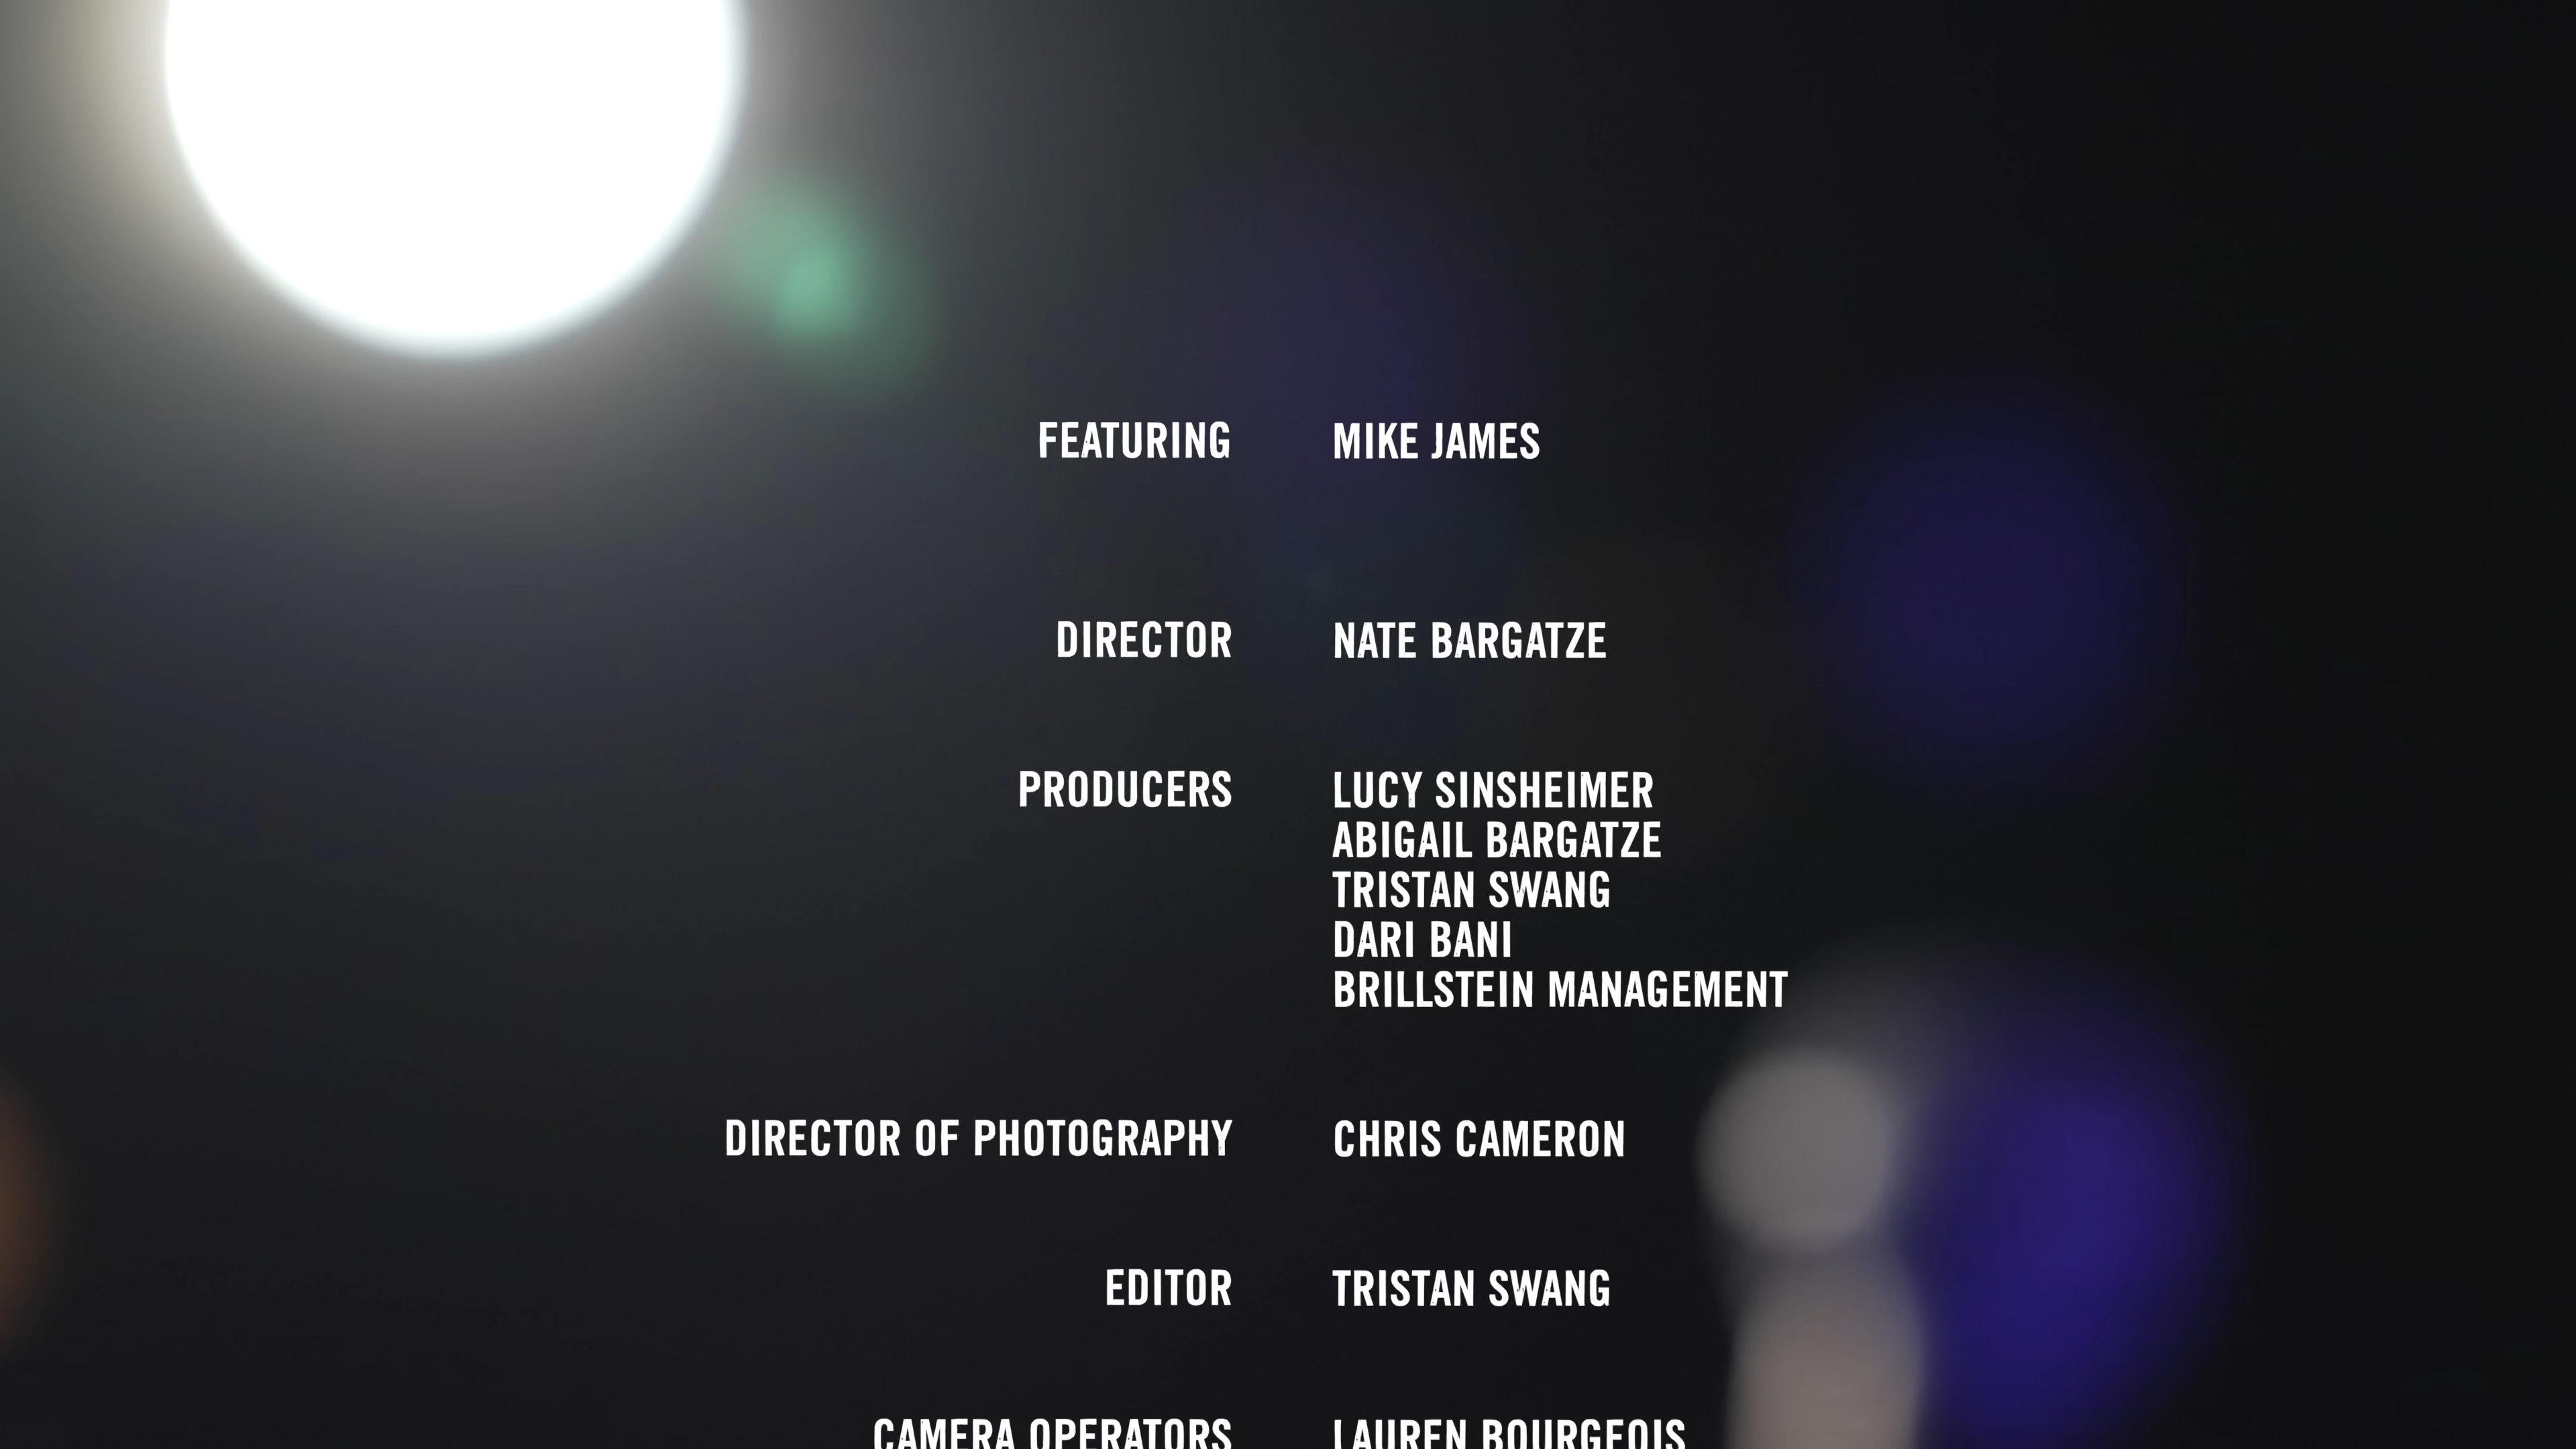 FEATURING MIKE JAMES
DIRECTOR NATE BARGATZE
PRODUCERS LUCY SINSHEIMER
ABIGAIL BARGATZE
TRISTAN SWANG
DARI BANI
BRILLSTEIN MANAGEMENT
DIRECTOR OF PHOTOGRAPHY CHRIS CAMERON
EDITOR TRISTAN SWANG
CAMERA OPERATORS LAUREN BOURGEOIS